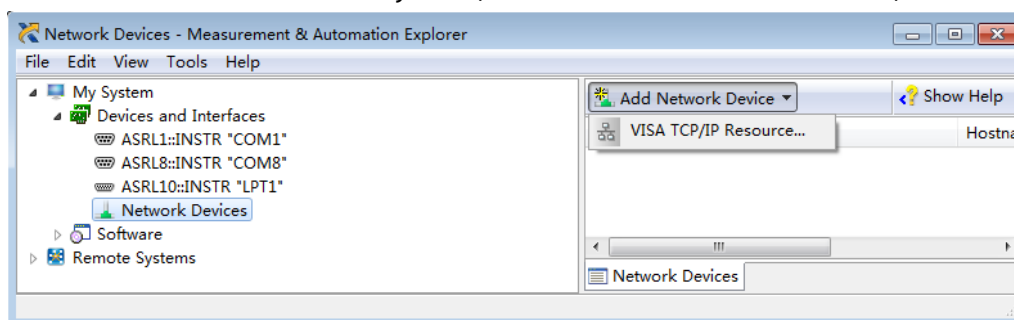 Network Devices - Measurement & Automation Explorer
File Edit View Tools Help
My System
Devices and Interfaces
ASRL1::INSTR "COM1"
ASRL8::INSTR "COM8"
ASRL10::INSTR "LPT1"
Network Devices
Software
Remote Systems
Add Network Device
Show Help
VISA TCP/IP Resource...
Hostna
Network Devices